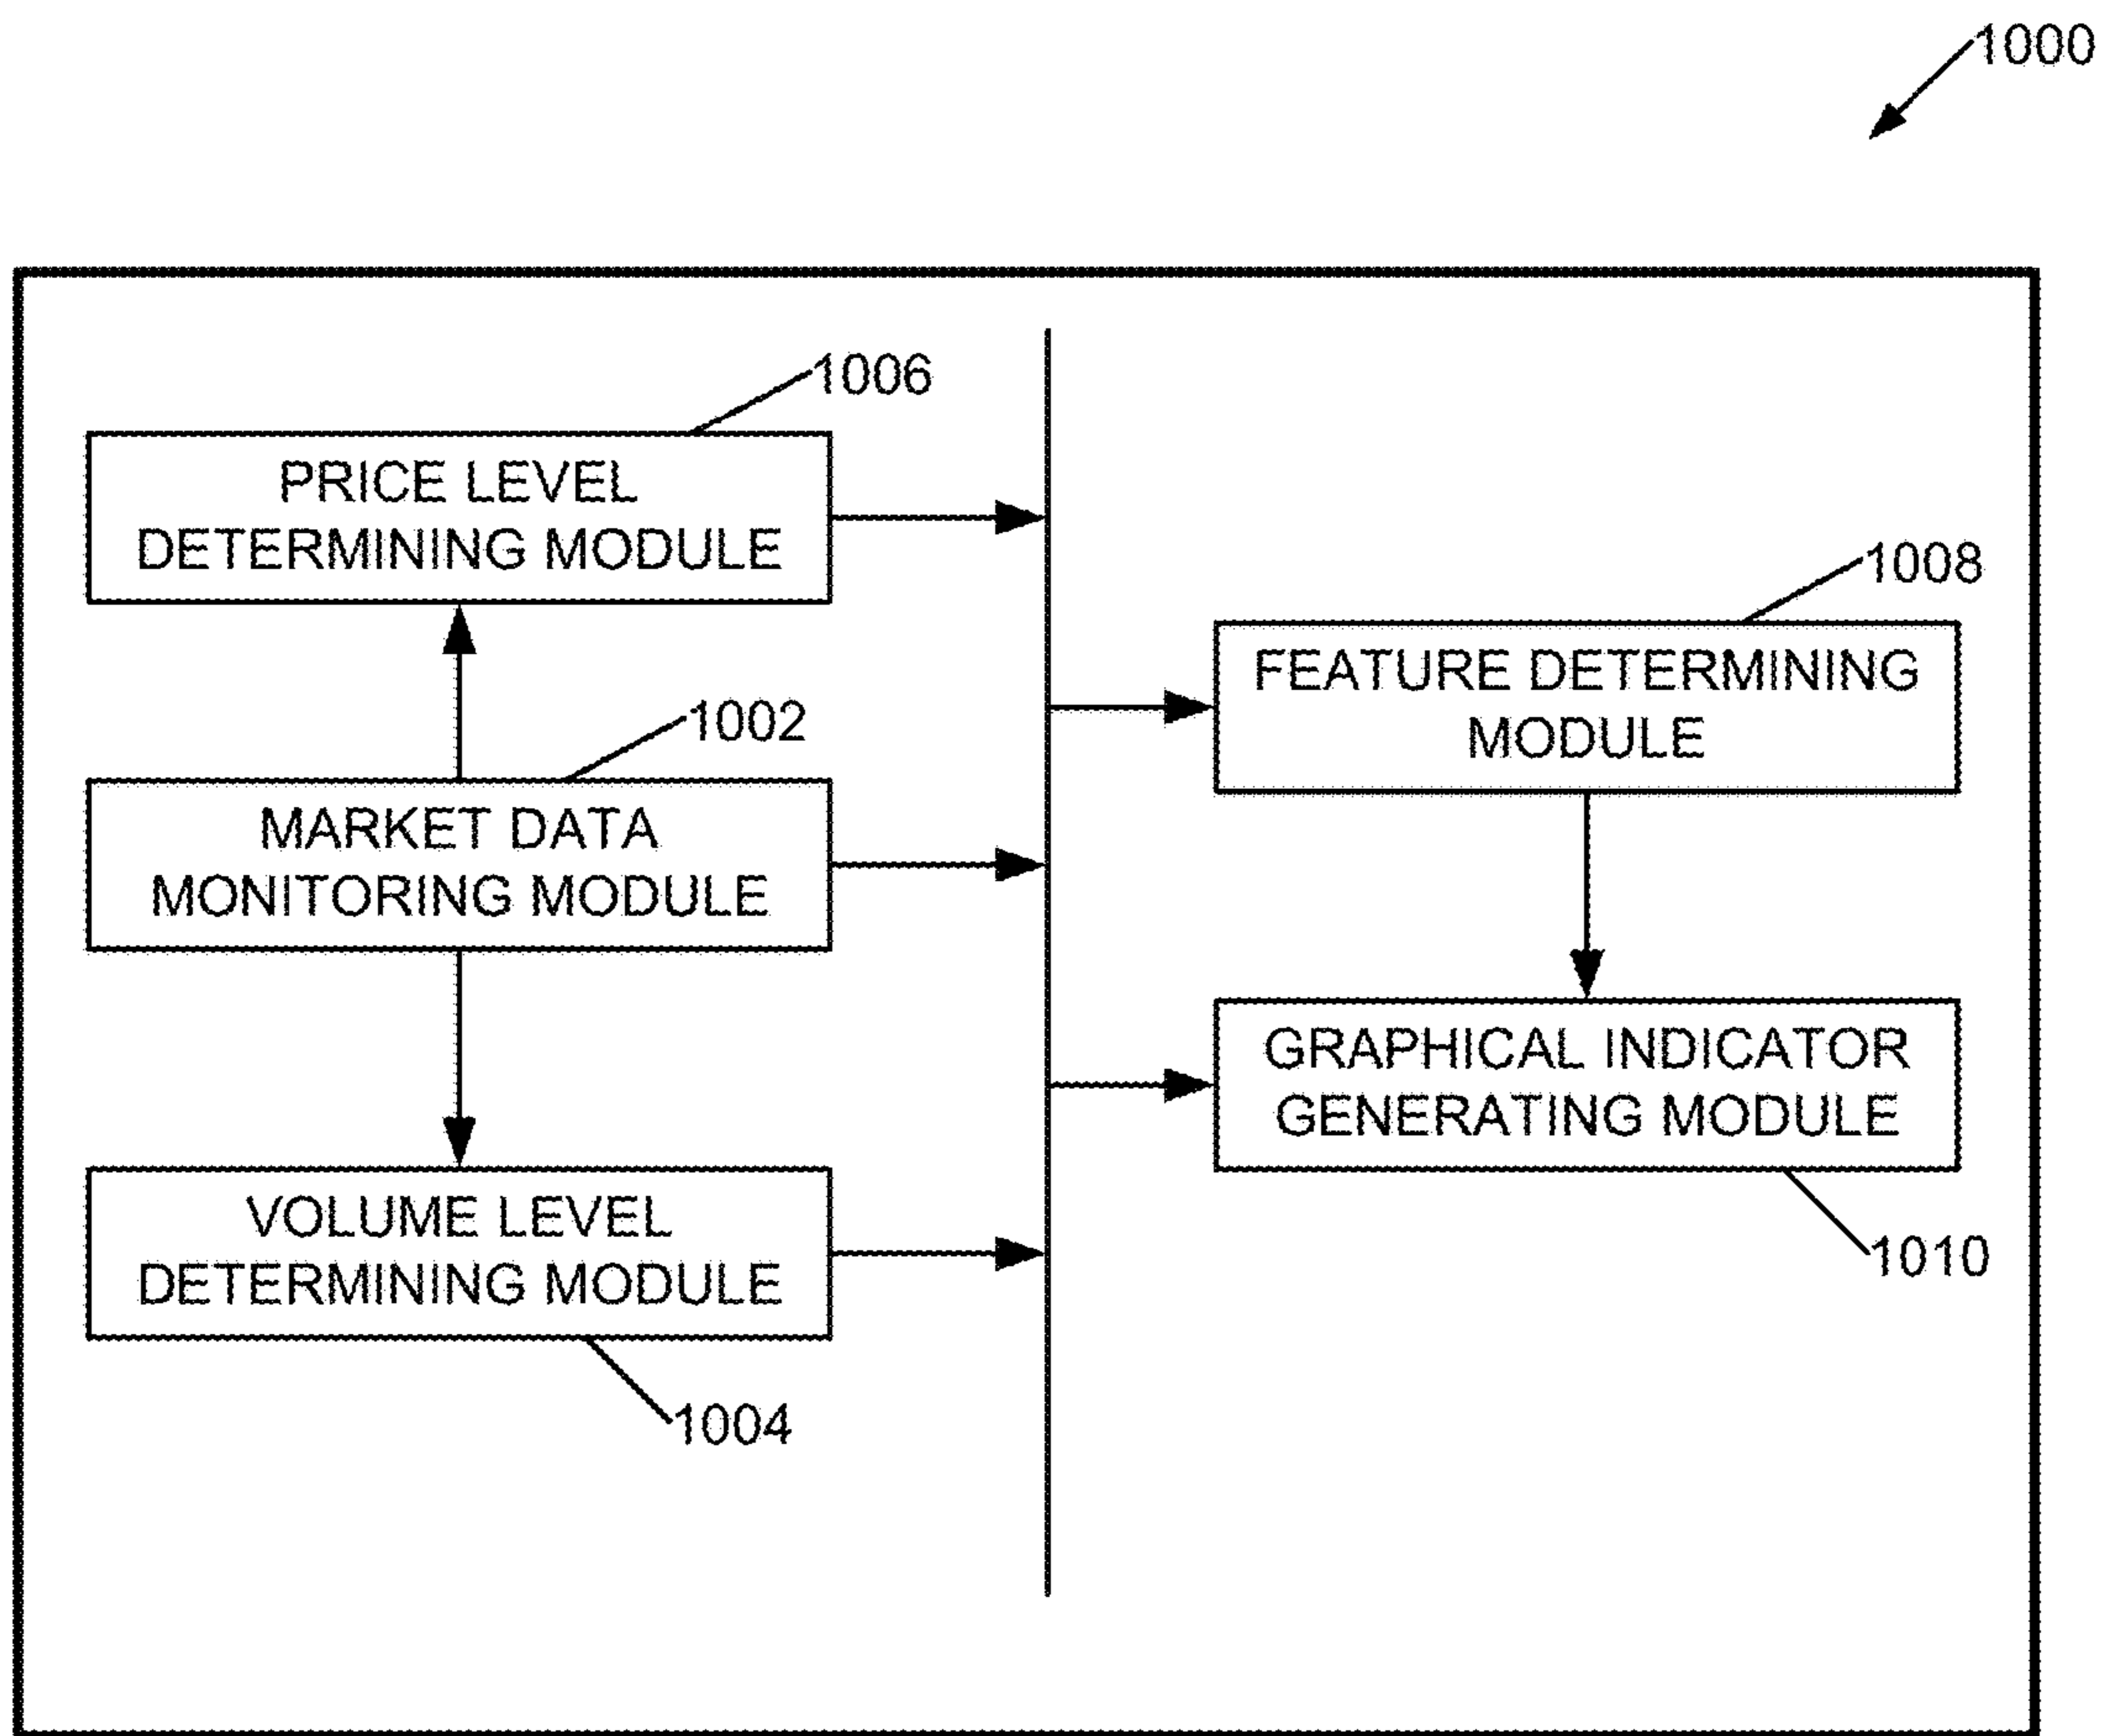 1000
1006
PRICE LEVEL
DETERMINING MODULE
1008
FEATURE DETERMINING
MODULE
1002
MARKET DATA
MONITORING MODULE
GRAPHICAL INDICATOR
GENERATING MODULE
1010
VOLUME LEVEL
DETERMINING MODULE
1004